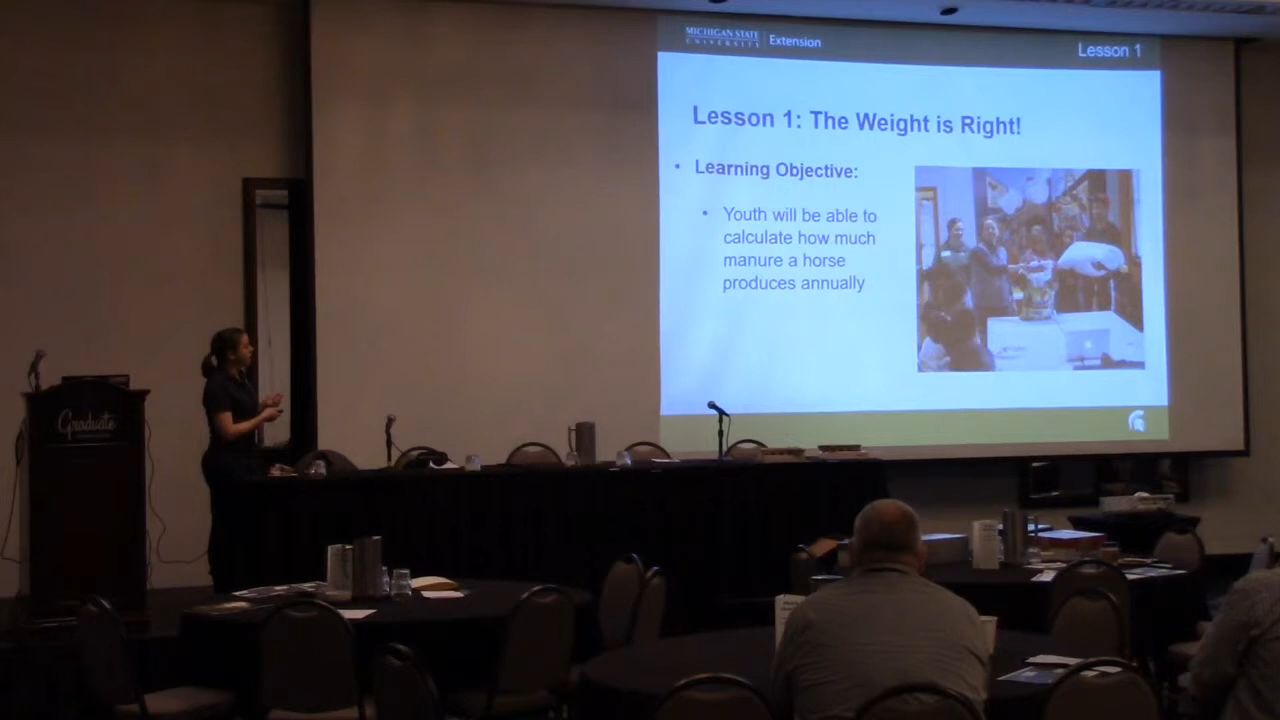 MICHIGAN STATE
UNIVERSITY
Extension
Lesson 1
Lesson 1: The Weight is Right!
• Learning Objective:
• Youth will be able to
calculate how much
manure a horse
produces annually
Graduate